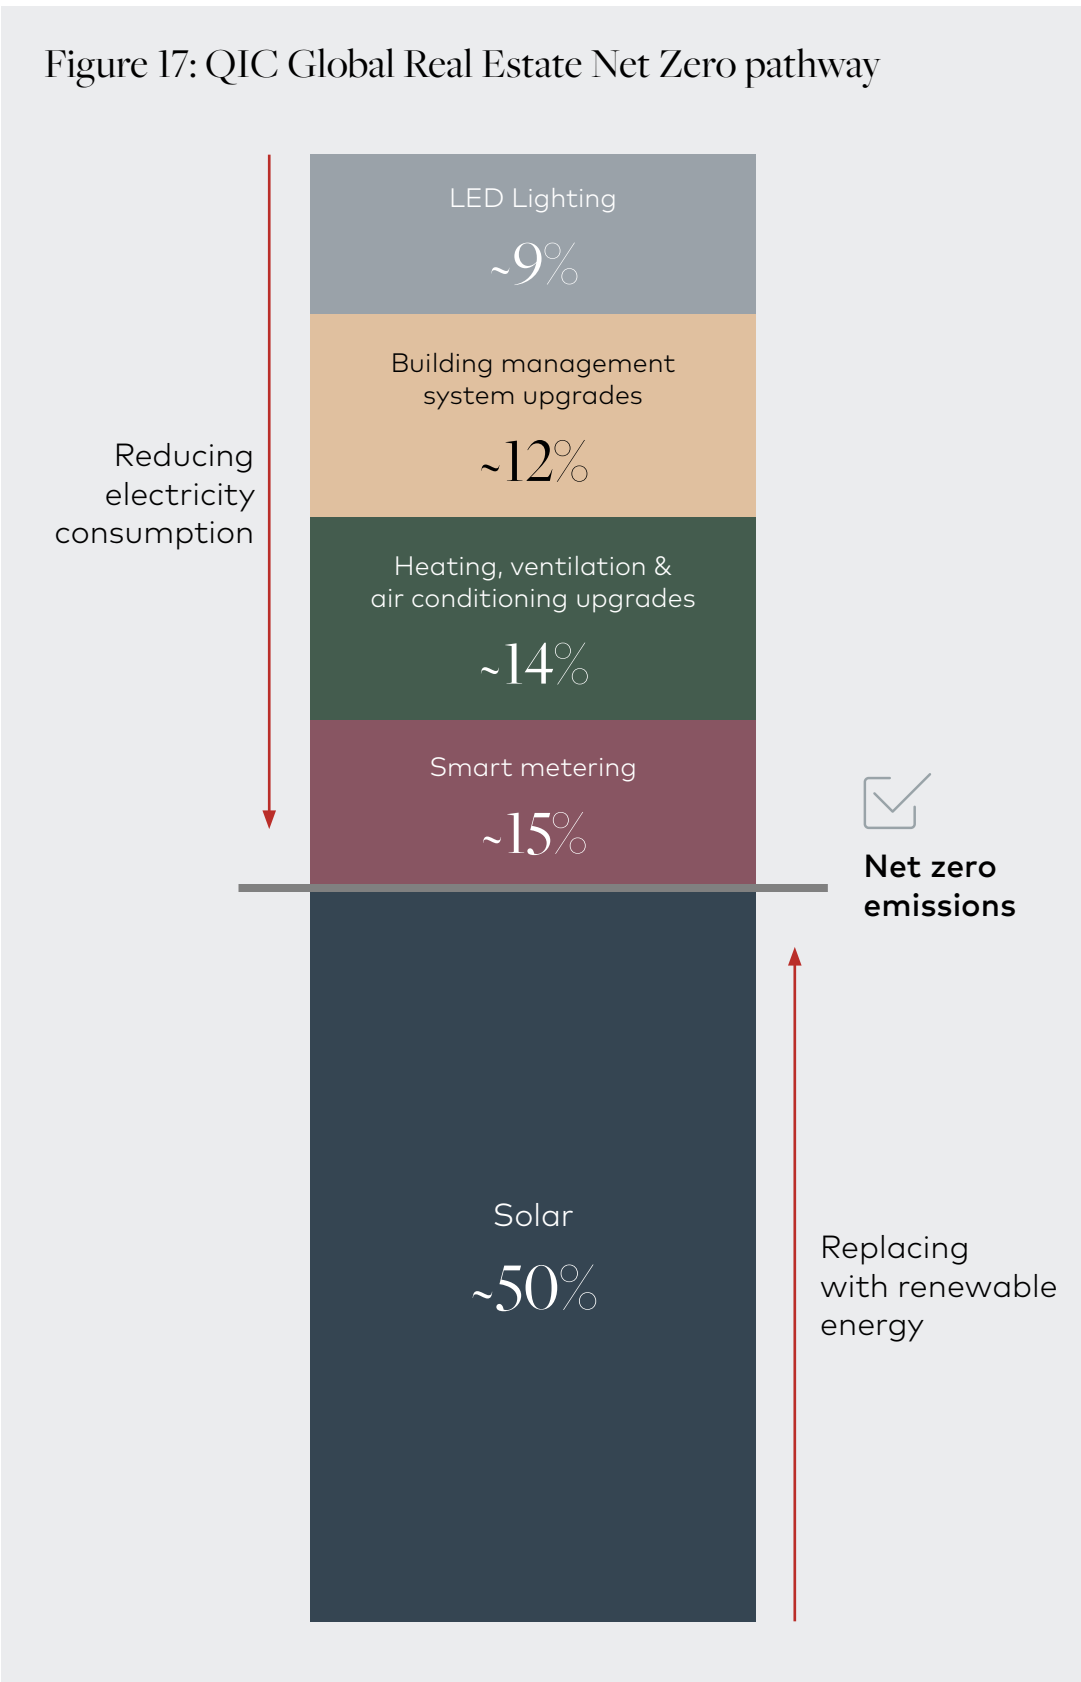 Figure 17: QIC Global Real Estate Net Zero pathway
LED Lighting
~9%
Building management
system upgrades
~12%
Reducing
electricity
consumption
Heating, ventilation &
air conditioning upgrades
~14%
Smart metering
~15%
Net zero
emissions
Solar
~50%
Replacing
with renewable
energy